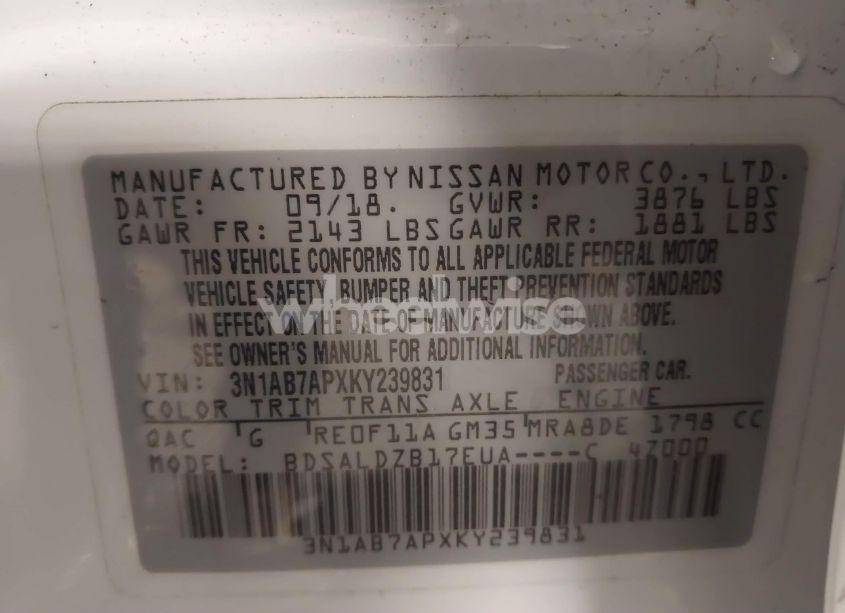 MANUFACTURED BY NISSAN MOTOR CO., LTD.
DATE: 09/18. GVWR: 3876 LBS
GAWR FR: 2143 LBS GAWR RR: 1881 LBS
THIS VEHICLE CONFORMS TO ALL APPLICABLE FEDERAL MOTOR
VEHICLE SAFETY, BUMPER AND THEFT PREVENTION STANDARDS
wheelwise
IN EFFECT ON THE DATE OF MANUFACTURE SHOWN ABOVE.
SEE OWNER'S MANUAL FOR ADDITIONAL INFORMATION.
VIN: 3N1AB7APXKY239831 PASSENGER CAR.
COLOR TRIM TRANS AXLE ENGINE
QAC G RE0F11A GM35 MRA8DE 1798 CC
MODEL: BDSALDZB17EUA----C 4Z000
3N1AB7APXKY239831